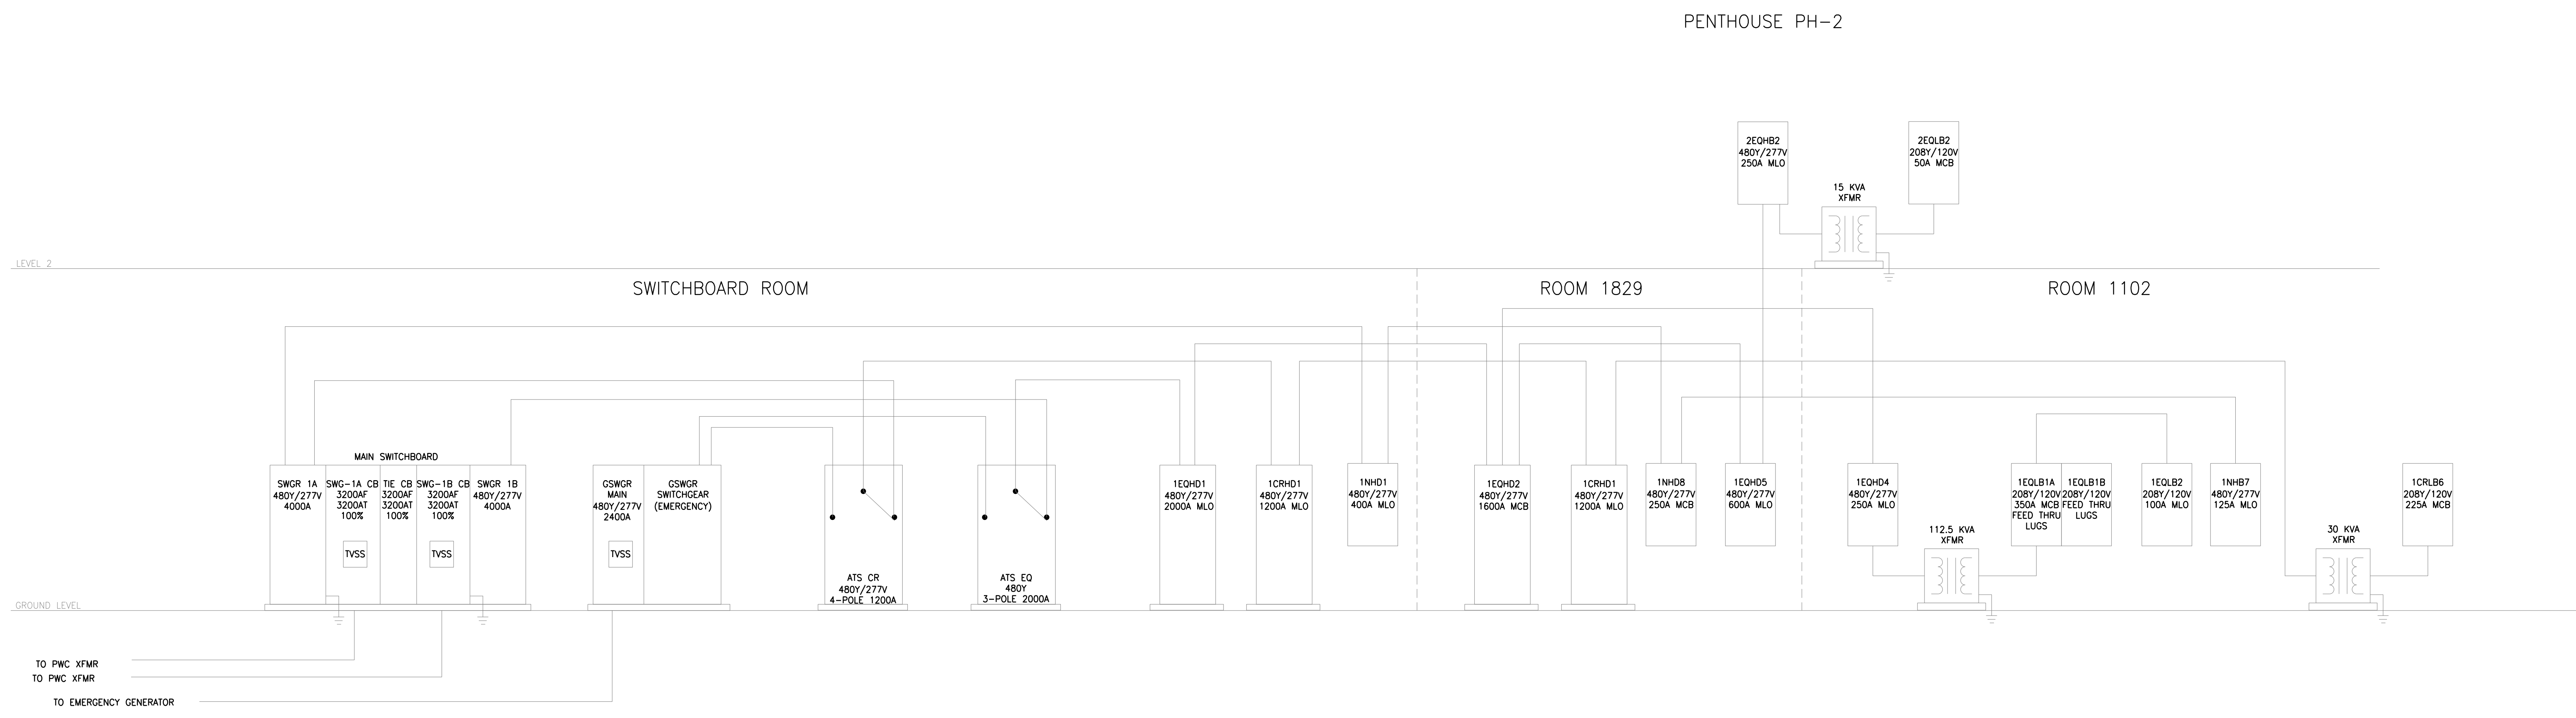 PENTHOUSE PH-2
2EQHB2
480Y/277V
250A MLO
2EQLB2
208Y/120V
50A MCB
15 KVA
XFMR
LEVEL 2
SWITCHBOARD ROOM
ROOM 1829
ROOM 1102
MAIN SWITCHBOARD
SWGR 1A
480Y/277V
4000A
SWG-1A CB
3200AF
3200AT
100%
TVSS
TIE CB
3200AF
3200AT
100%
SWG-1B CB
3200AF
3200AT
100%
TVSS
SWGR 1B
480Y/277V
4000A
GSWGR
MAIN
480Y/277V
2400A
TVSS
GSWGR
SWITCHGEAR
(EMERGENCY)
ATS CR
480Y/277V
4-POLE 1200A
ATS EQ
480Y
3-POLE 2000A
1EQHD1
480Y/277V
2000A MLO
1CRHD1
480Y/277V
1200A MLO
1NHD1
480Y/277V
400A MLO
1EQHD2
480Y/277V
1600A MCB
1CRHD1
480Y/277V
1200A MLO
1NHD8
480Y/277V
250A MCB
1EQHD5
480Y/277V
600A MLO
1EQHD4
480Y/277V
250A MLO
112.5 KVA
XFMR
1EQLB1A
208Y/120V
350A MCB
FEED THRU
LUGS
1EQLB1B
208Y/120V
FEED THRU
LUGS
1EQLB2
208Y/120V
100A MLO
1NHB7
480Y/277V
125A MLO
30 KVA
XFMR
1CRLB6
208Y/120V
225A MCB
GROUND LEVEL
TO PWC XFMR
TO PWC XFMR
TO EMERGENCY GENERATOR